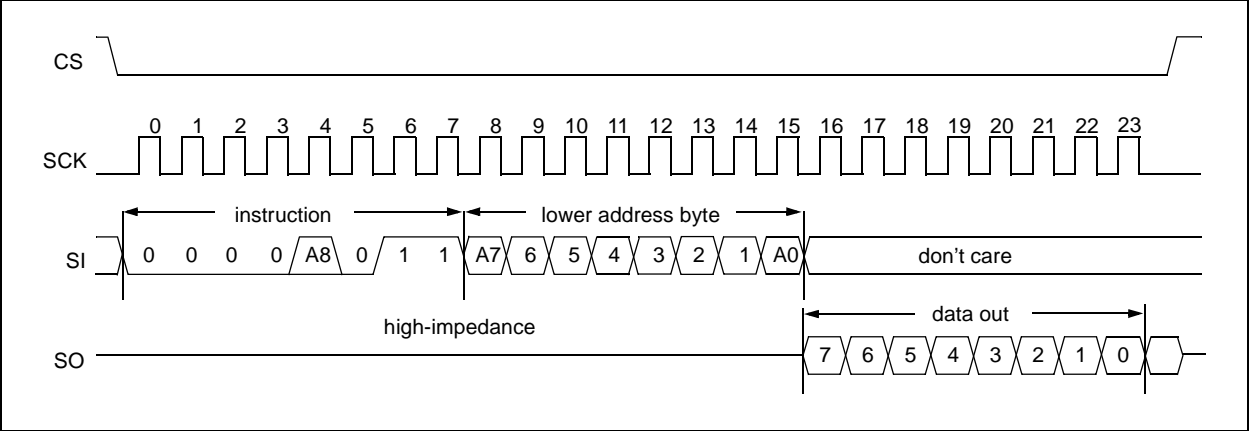 CS
0 1 2 3 4 5 6 7 8 9 10 11 12 13 14 15 16 17 18 19 20 21 22 23
SCK
instruction lower address byte
SI 0 0 0 0 A8 0 1 1 A7 6 5 4 3 2 1 A0 don't care
high-impedance data out
SO 7 6 5 4 3 2 1 0